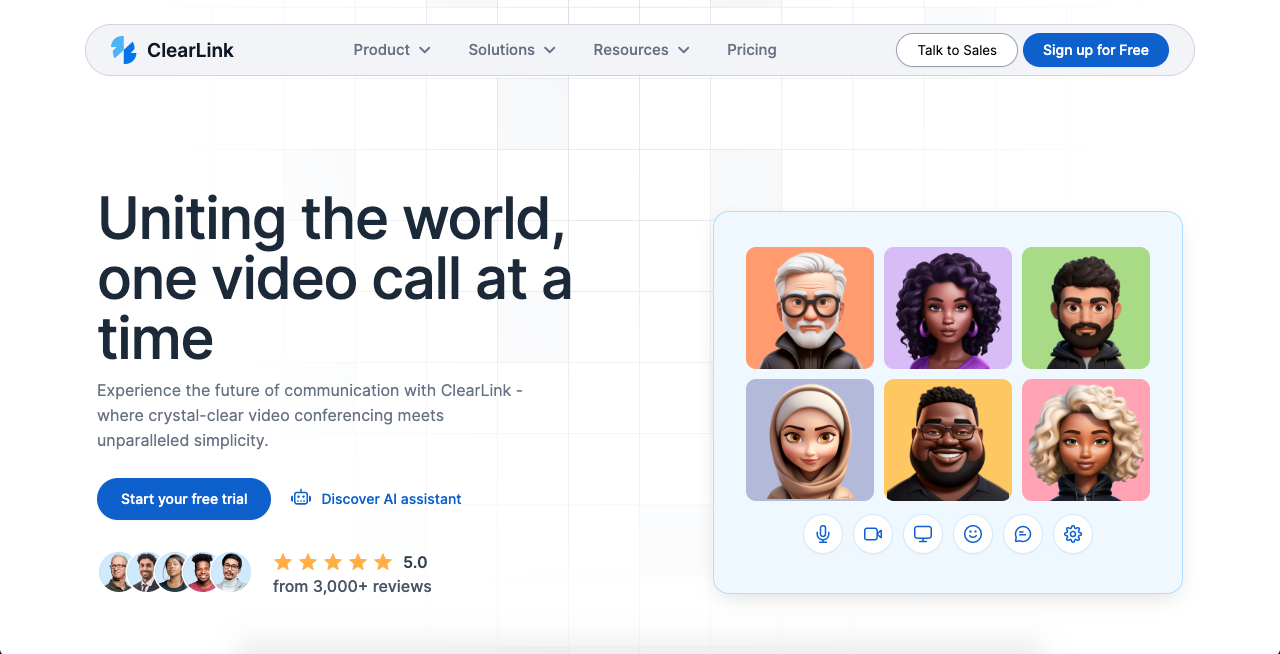 ClearLink
Product
Solutions
Resources
Pricing
Talk to Sales
Sign up for Free
Uniting the world,
one video call at a
time
Experience the future of communication with ClearLink -
where crystal-clear video conferencing meets
unparalleled simplicity.
Start your free trial
Discover AI assistant
5.0
from 3,000+ reviews